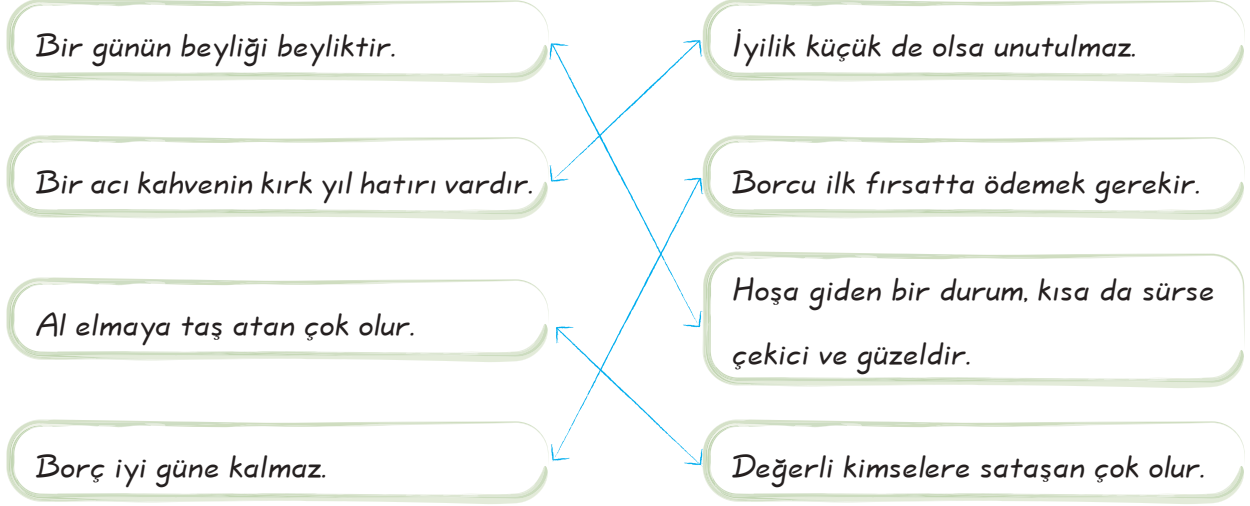 Bir günün beyliği beyliktir.
Bir acı kahvenin kırk yıl hatırı vardır.
Al elmaya taş atan çok olur.
Borç iyi güne kalmaz.
İyilik küçük de olsa unutulmaz.
Borcu ilk fırsatta ödemek gerekir.
Hoşa giden bir durum, kısa da sürse
çekici ve güzeldir.
Değerli kimselere sataşan çok olur.